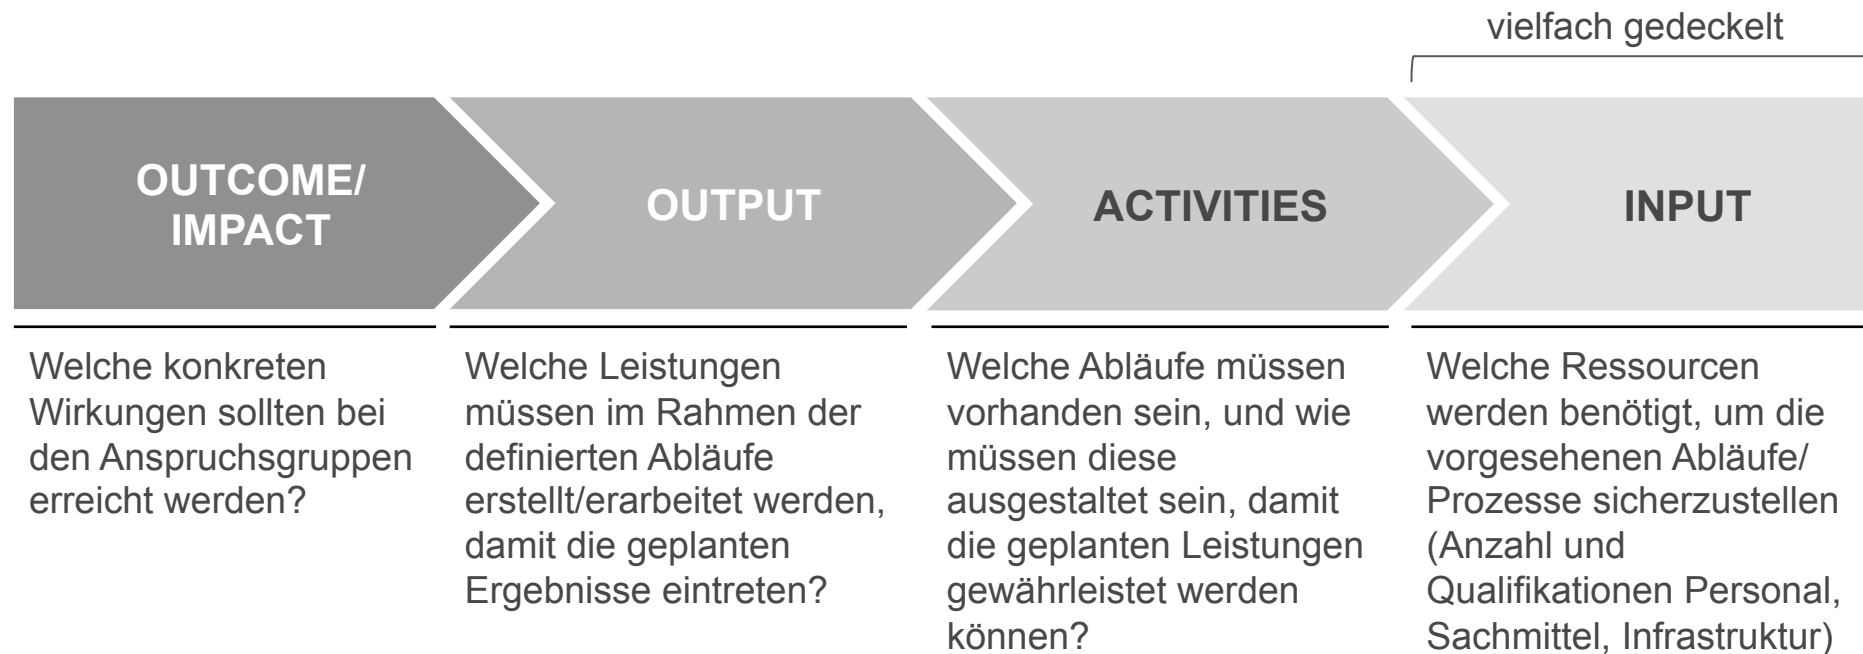 vielfach gedeckelt
OUTCOME/
IMPACT
OUTPUT
ACTIVITIES
INPUT
Welche konkreten
Wirkungen sollten bei
den Anspruchsgruppen
erreicht werden?
Welche Leistungen
müssen im Rahmen der
definierten Abläufe
erstellt/erarbeitet werden,
damit die geplanten
Ergebnisse eintreten?
Welche Abläufe müssen
vorhanden sein, und wie
müssen diese
ausgestaltet sein, damit
die geplanten Leistungen
gewährleistet werden
können?
Welche Ressourcen
werden benötigt, um die
vorgesehenen Abläufe/
Prozesse sicherzustellen
(Anzahl und
Qualifikationen Personal,
Sachmittel, Infrastruktur)